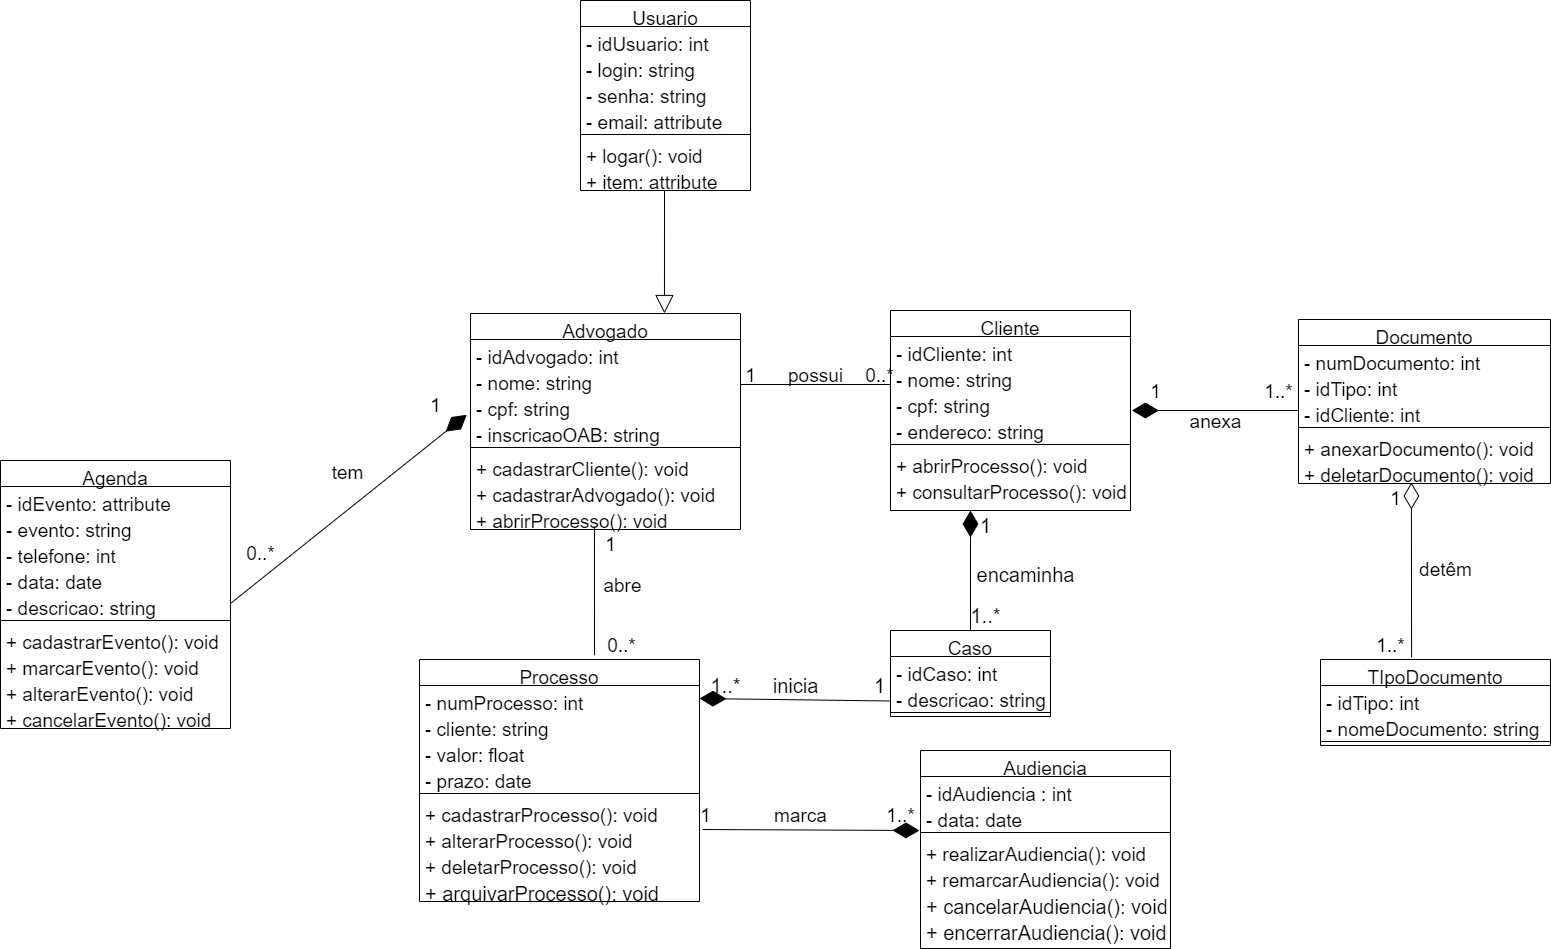 Usuario
- idUsuario: int
- login: string
- senha: string
- email: attribute
+ logar(): void
+ item: attribute
Advogado
- idAdvogado: int
- nome: string
- cpf: string
- inscricaoOAB: string
+ cadastrarCliente(): void
+ cadastrarAdvogado(): void
+ abrirProcesso(): void
1
possui
0..*
Cliente
- idCliente: int
- nome: string
- cpf: string
- endereco: string
+ abrirProcesso(): void
+ consultarProcesso(): void
1
1..*
anexa
Documento
- numDocumento: int
- idTipo: int
- idCliente: int
+ anexarDocumento(): void
+ deletarDocumento(): void
1
tem
0..*
Agenda
- idEvento: attribute
- evento: string
- telefone: int
- data: date
- descricao: string
+ cadastrarEvento(): void
+ marcarEvento(): void
+ alterarEvento(): void
+ cancelarEvento(): void
1
abre
0..*
1
encaminha
1..*
1
detêm
1..*
Processo
- numProcesso: int
- cliente: string
- valor: float
- prazo: date
+ cadastrarProcesso(): void
+ alterarProcesso(): void
+ deletarProcesso(): void
+ arquivarProcesso(): void
1..*
inicia
1
Caso
- idCaso: int
- descricao: string
TIpoDocumento
- idTipo: int
- nomeDocumento: string
1
marca
1..*
Audiencia
- idAudiencia : int
- data: date
+ realizarAudiencia(): void
+ remarcarAudiencia(): void
+ cancelarAudiencia(): void
+ encerrarAudiencia(): void